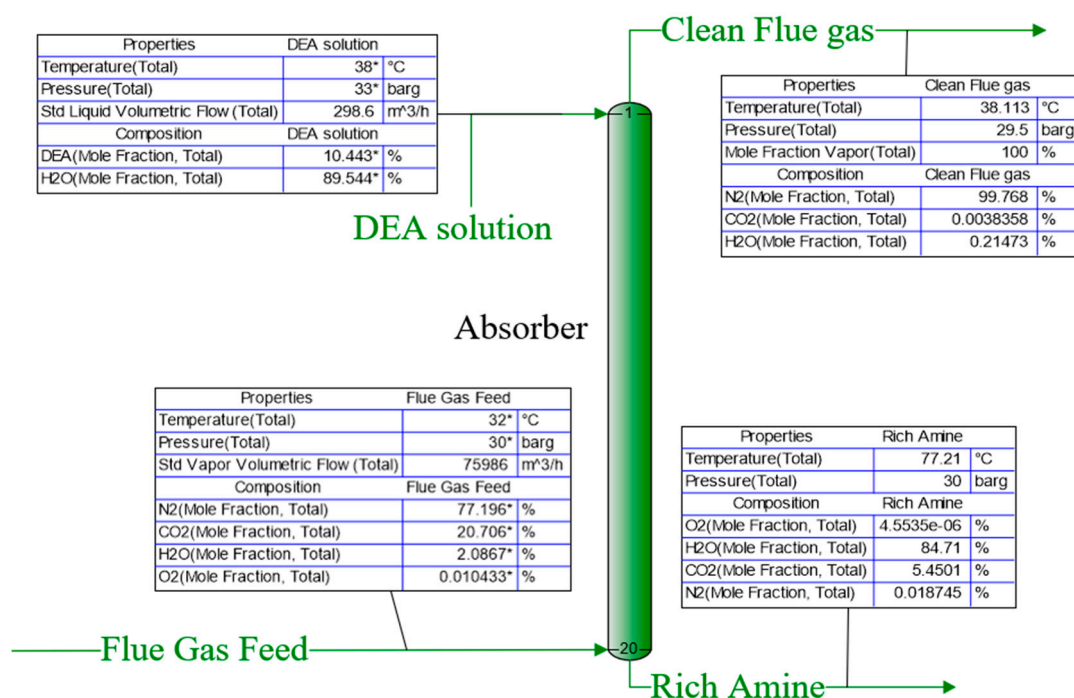 Properties DEA solution
Temperature(Total) 38* °C
Pressure(Total) 33* barg
Std Liquid Volumetric Flow (Total) 298.6 m^3/h
Composition DEA solution
DEA(Mole Fraction, Total) 10.443* %
H2O(Mole Fraction, Total) 89.544* %
DEA solution
Clean Flue gas
Properties Clean Flue gas
Temperature(Total) 38.113 °C
Pressure(Total) 29.5 barg
Mole Fraction Vapor(Total) 100 %
Composition Clean Flue gas
N2(Mole Fraction, Total) 99.768 %
CO2(Mole Fraction, Total) 0.0038358 %
H2O(Mole Fraction, Total) 0.21473 %
1
Absorber
20
Properties Flue Gas Feed
Temperature(Total) 32* °C
Pressure(Total) 30* barg
Std Vapor Volumetric Flow (Total) 75986 m^3/h
Composition Flue Gas Feed
N2(Mole Fraction, Total) 77.196* %
CO2(Mole Fraction, Total) 20.706* %
H2O(Mole Fraction, Total) 2.0867* %
O2(Mole Fraction, Total) 0.010433* %
Flue Gas Feed
Properties Rich Amine
Temperature(Total) 77.21 °C
Pressure(Total) 30 barg
Composition Rich Amine
O2(Mole Fraction, Total) 4.5535e-06 %
H2O(Mole Fraction, Total) 84.71 %
CO2(Mole Fraction, Total) 5.4501 %
N2(Mole Fraction, Total) 0.018745 %
Rich Amine